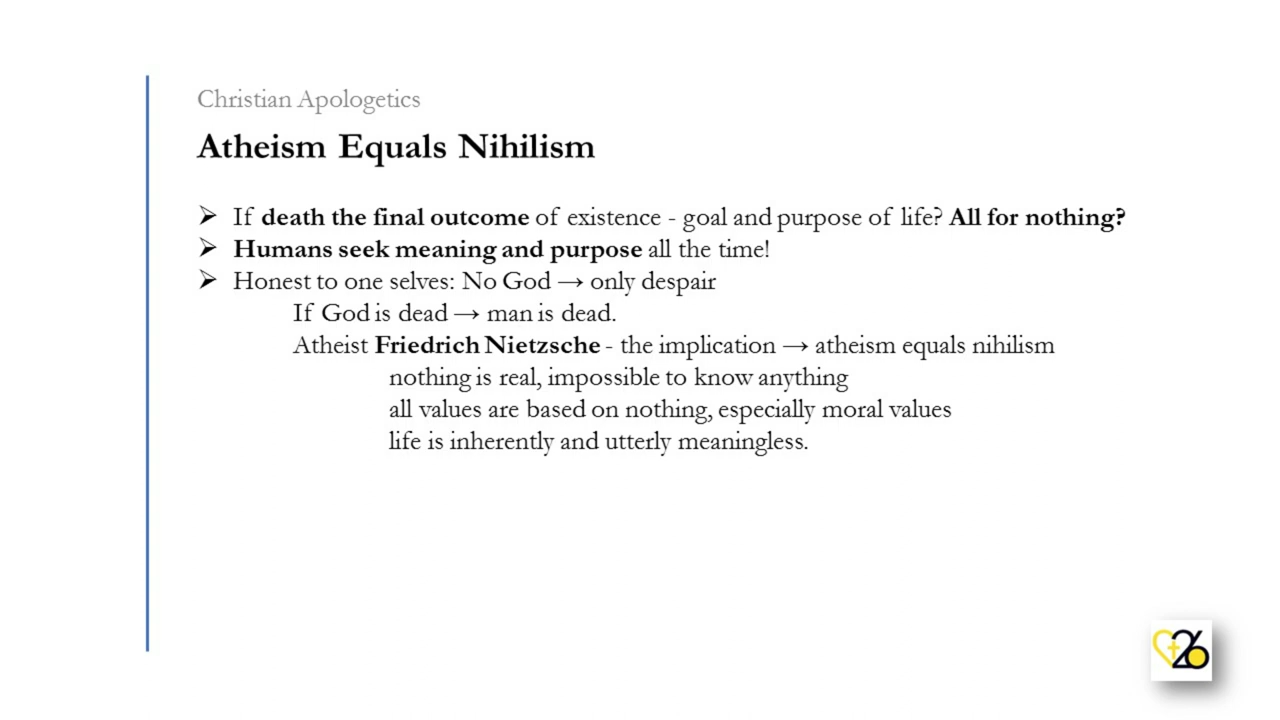 Christian Apologetics
Atheism Equals Nihilism
➢ If death the final outcome of existence - goal and purpose of life? All for nothing?
➢ Humans seek meaning and purpose all the time!
➢ Honest to one selves: No God → only despair
If God is dead → man is dead.
Atheist Friedrich Nietzsche - the implication → atheism equals nihilism
nothing is real, impossible to know anything
all values are based on nothing, especially moral values
life is inherently and utterly meaningless.
26